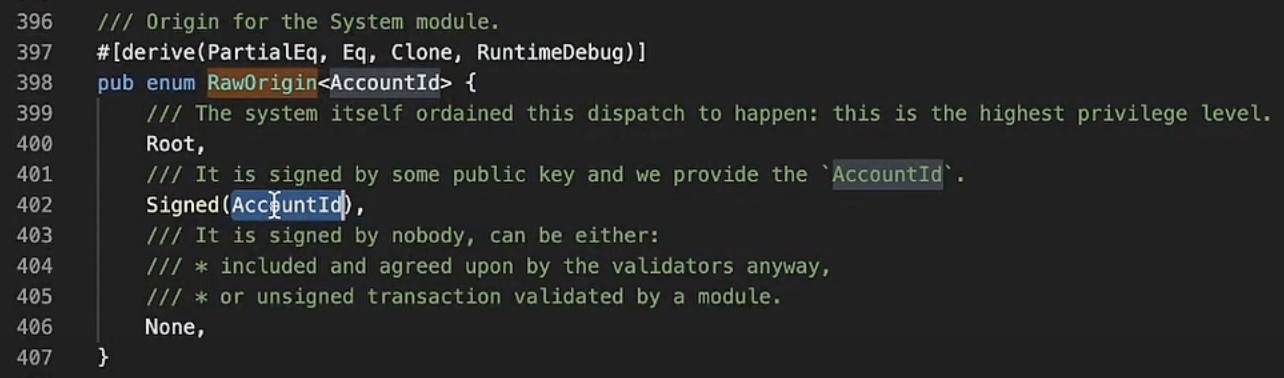 396 /// Origin for the System module.
397 #[derive(PartialEq, Eq, Clone, RuntimeDebug)]
398 pub enum RawOrigin<AccountId> {
399 /// The system itself ordained this dispatch to happen: this is the highest privilege level.
400 Root,
401 /// It is signed by some public key and we provide the `AccountId`.
402 Signed(AccountId),
403 /// It is signed by nobody, can be either:
404 /// * included and agreed upon by the validators anyway,
405 /// * or unsigned transaction validated by a module.
406 None,
407 }